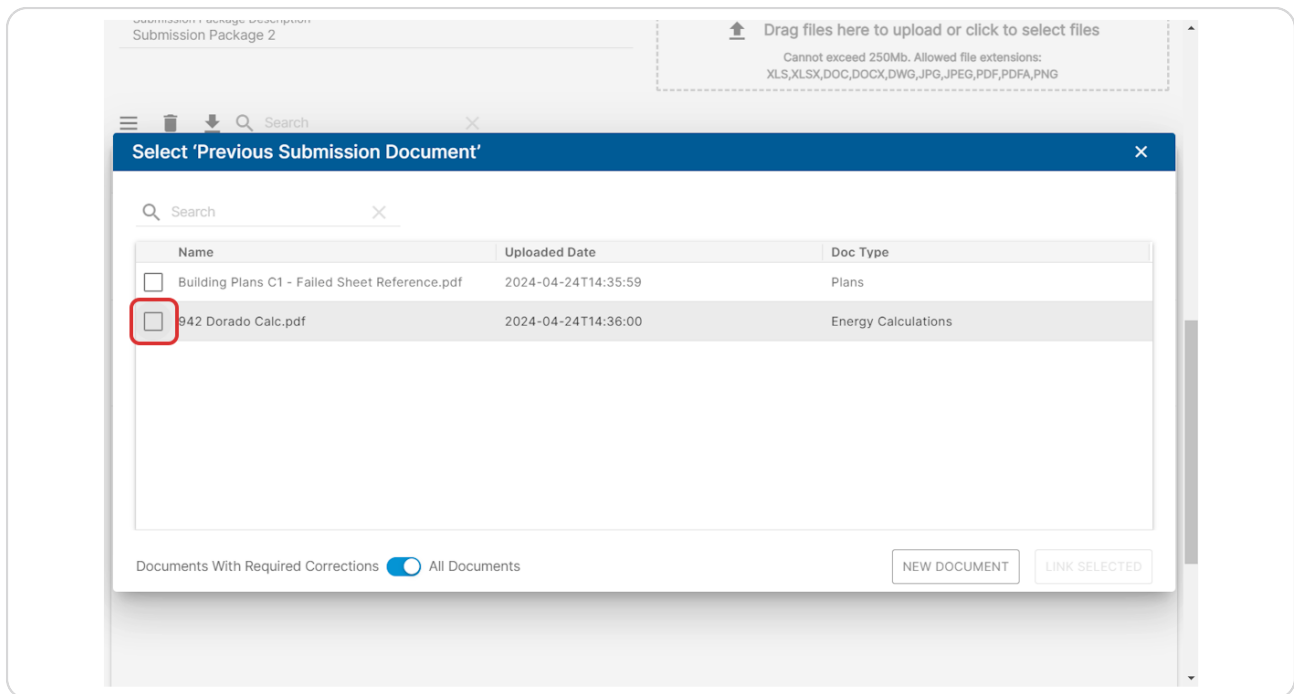 Submission Package Description
Submission Package 2
Drag files here to upload or click to select files
Cannot exceed 250Mb. Allowed file extensions:
XLS,XLSX,DOC,DOCX,DWG,JPG,JPEG,PDF,PDFA,PNG
Search
Select ‘Previous Submission Document’
Search
Name Uploaded Date Doc Type
Building Plans C1 - Failed Sheet Reference.pdf 2024-04-24T14:35:59 Plans
942 Dorado Calc.pdf 2024-04-24T14:36:00 Energy Calculations
Documents With Required Corrections All Documents NEW DOCUMENT LINK SELECTED